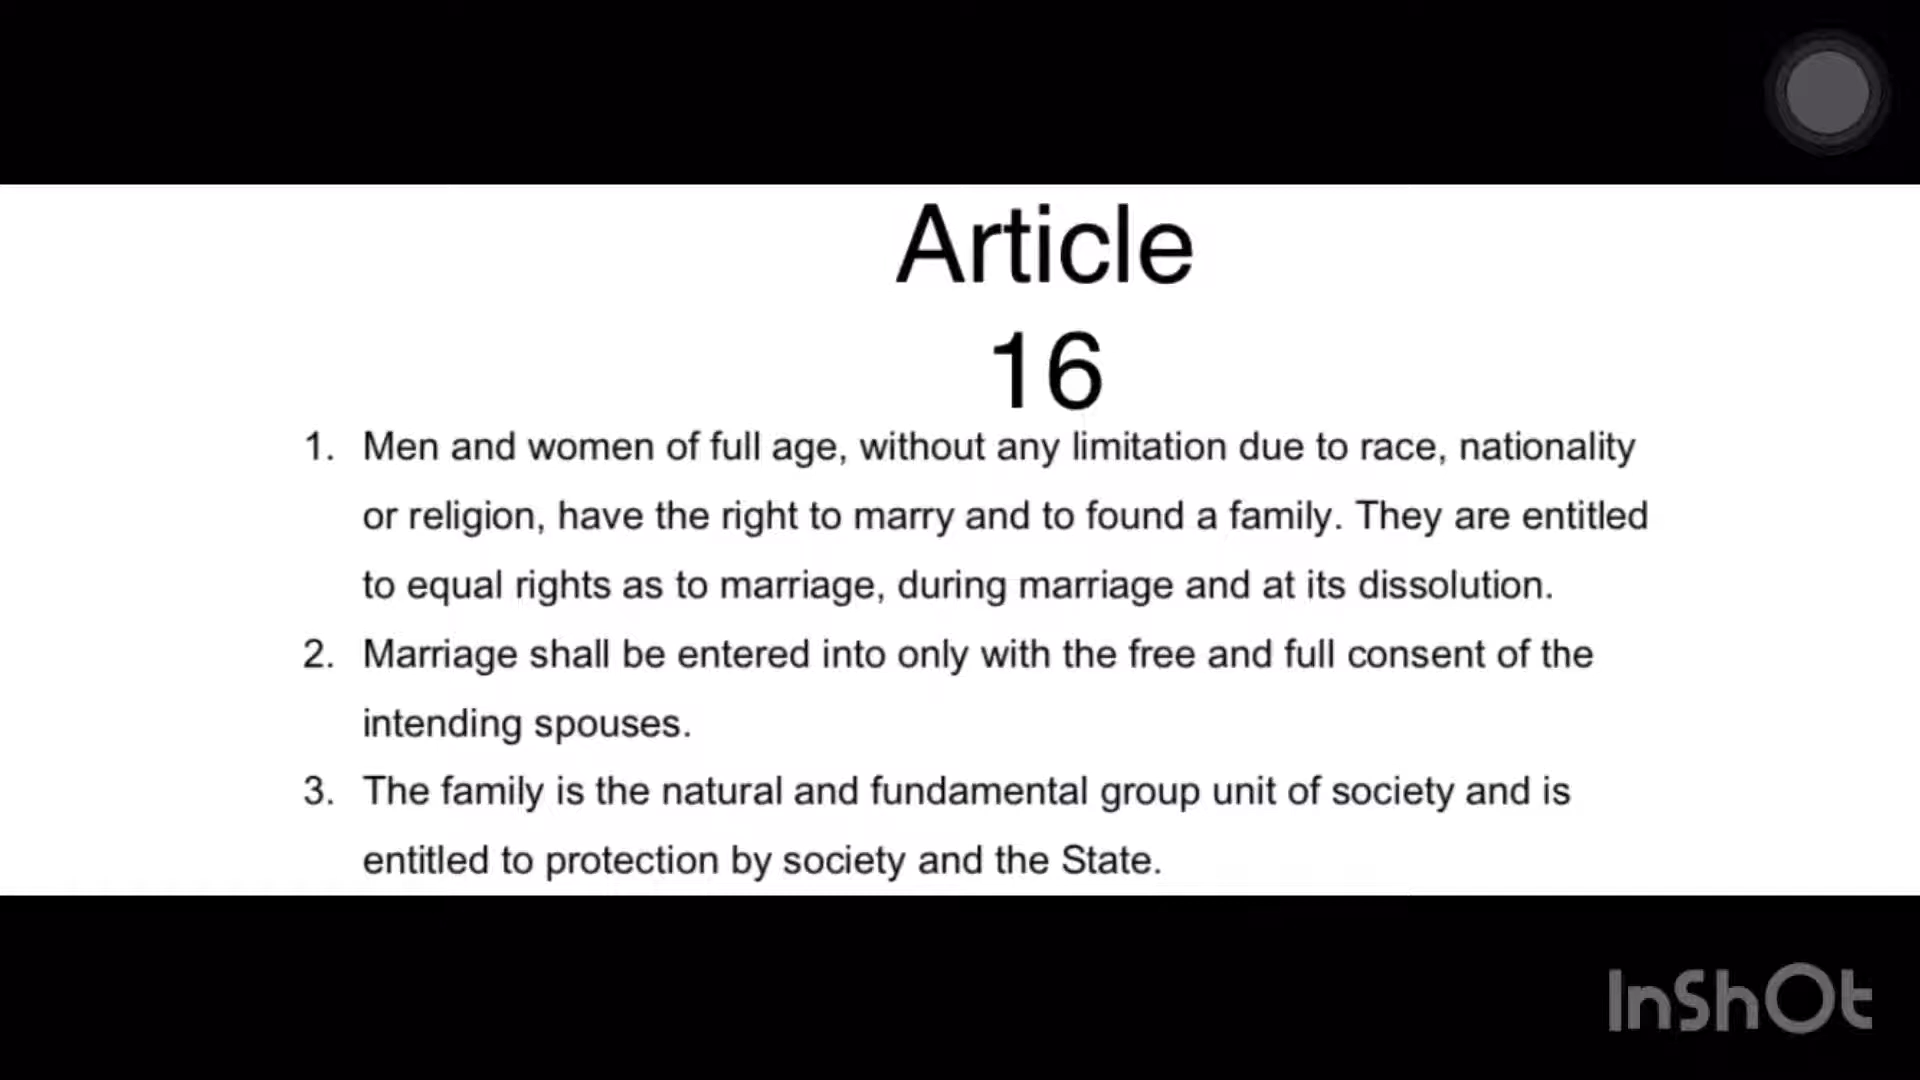 Article
16
1. Men and women of full age, without any limitation due to race, nationality
or religion, have the right to marry and to found a family. They are entitled
to equal rights as to marriage, during marriage and at its dissolution.
2. Marriage shall be entered into only with the free and full consent of the
intending spouses.
3. The family is the natural and fundamental group unit of society and is
entitled to protection by society and the State.
InShOt